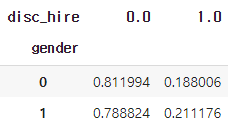 disc_hire 0.0 1.0
gender
0 0.811994 0.188006
1 0.788824 0.211176